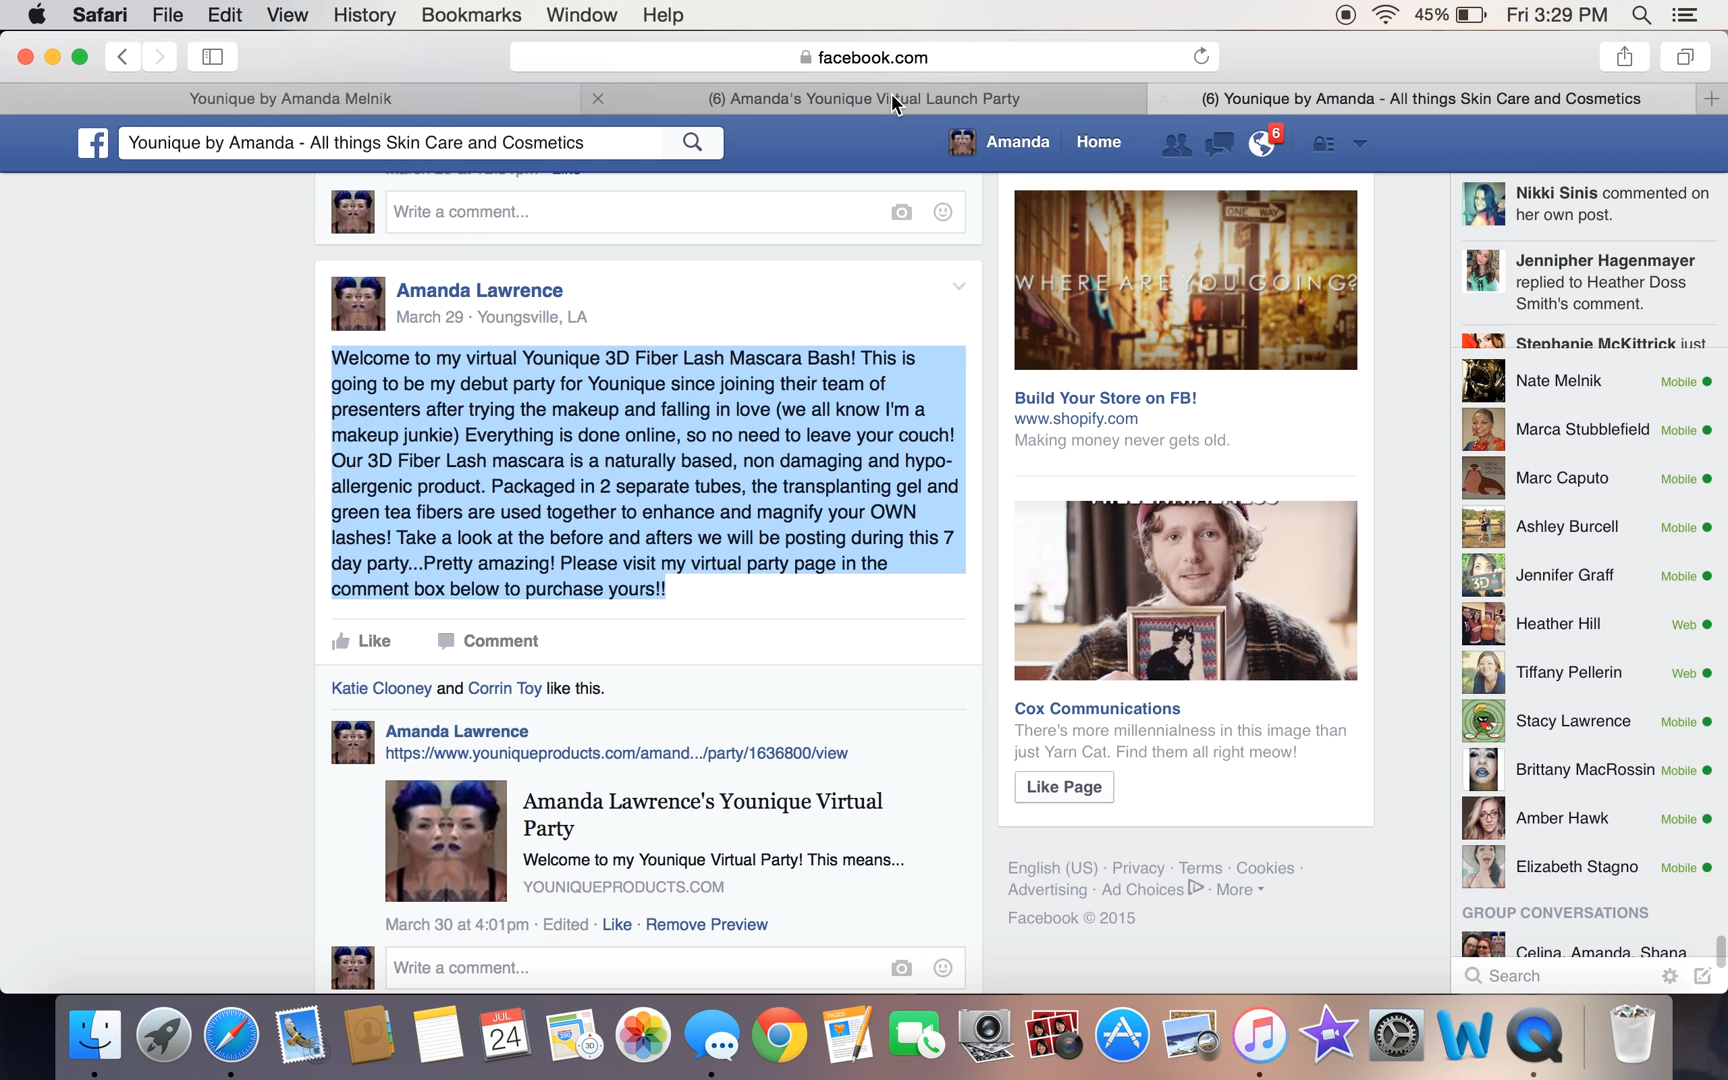 Safari File Edit View History Bookmarks Window Help
45% Fri 3:29 PM
facebook.com
Younique by Amanda Melnik
(6) Amanda's Younique Virtual Launch Party
(6) Younique by Amanda - All things Skin Care and Cosmetics
Younique by Amanda - All things Skin Care and Cosmetics
Amanda Home 6
Write a comment...
Amanda Lawrence
March 29 · Youngsville, LA
Welcome to my virtual Younique 3D Fiber Lash Mascara Bash! This is
going to be my debut party for Younique since joining their team of
presenters after trying the makeup and falling in love (we all know I'm a
makeup junkie) Everything is done online, so no need to leave your couch!
Our 3D Fiber Lash mascara is a naturally based, non damaging and hypo-
allergenic product. Packaged in 2 separate tubes, the transplanting gel and
green tea fibers are used together to enhance and magnify your OWN
lashes! Take a look at the before and afters we will be posting during this 7
day party...Pretty amazing! Please visit my virtual party page in the
comment box below to purchase yours!!
Like Comment
Katie Clooney and Corrin Toy like this.
Amanda Lawrence
https://www.youniqueproducts.com/amand.../party/1636800/view
Amanda Lawrence's Younique Virtual
Party
Welcome to my Younique Virtual Party! This means...
YOUNIQUEPRODUCTS.COM
March 30 at 4:01pm · Edited · Like · Remove Preview
Write a comment...
ONE WAY
WHERE ARE YOU GOING?
Build Your Store on FB!
www.shopify.com
Making money never gets old.
Cox Communications
There's more millennialness in this image than
just Yarn Cat. Find them all right meow!
Like Page
English (US) · Privacy · Terms · Cookies ·
Advertising · Ad Choices · More
Facebook © 2015
Nikki Sinis commented on
her own post.
Jennipher Hagenmayer
replied to Heather Doss
Smith's comment.
Stephanie McKittrick just
Nate Melnik Mobile
Marca Stubblefield Mobile
Marc Caputo Mobile
Ashley Burcell Mobile
Jennifer Graff Mobile
Heather Hill Web
Tiffany Pellerin Web
Stacy Lawrence Mobile
Brittany MacRossin Mobile
Amber Hawk Mobile
Elizabeth Stagno Mobile
GROUP CONVERSATIONS
Celina, Amanda, Shana
Search
JUL
24
3D
PAGES